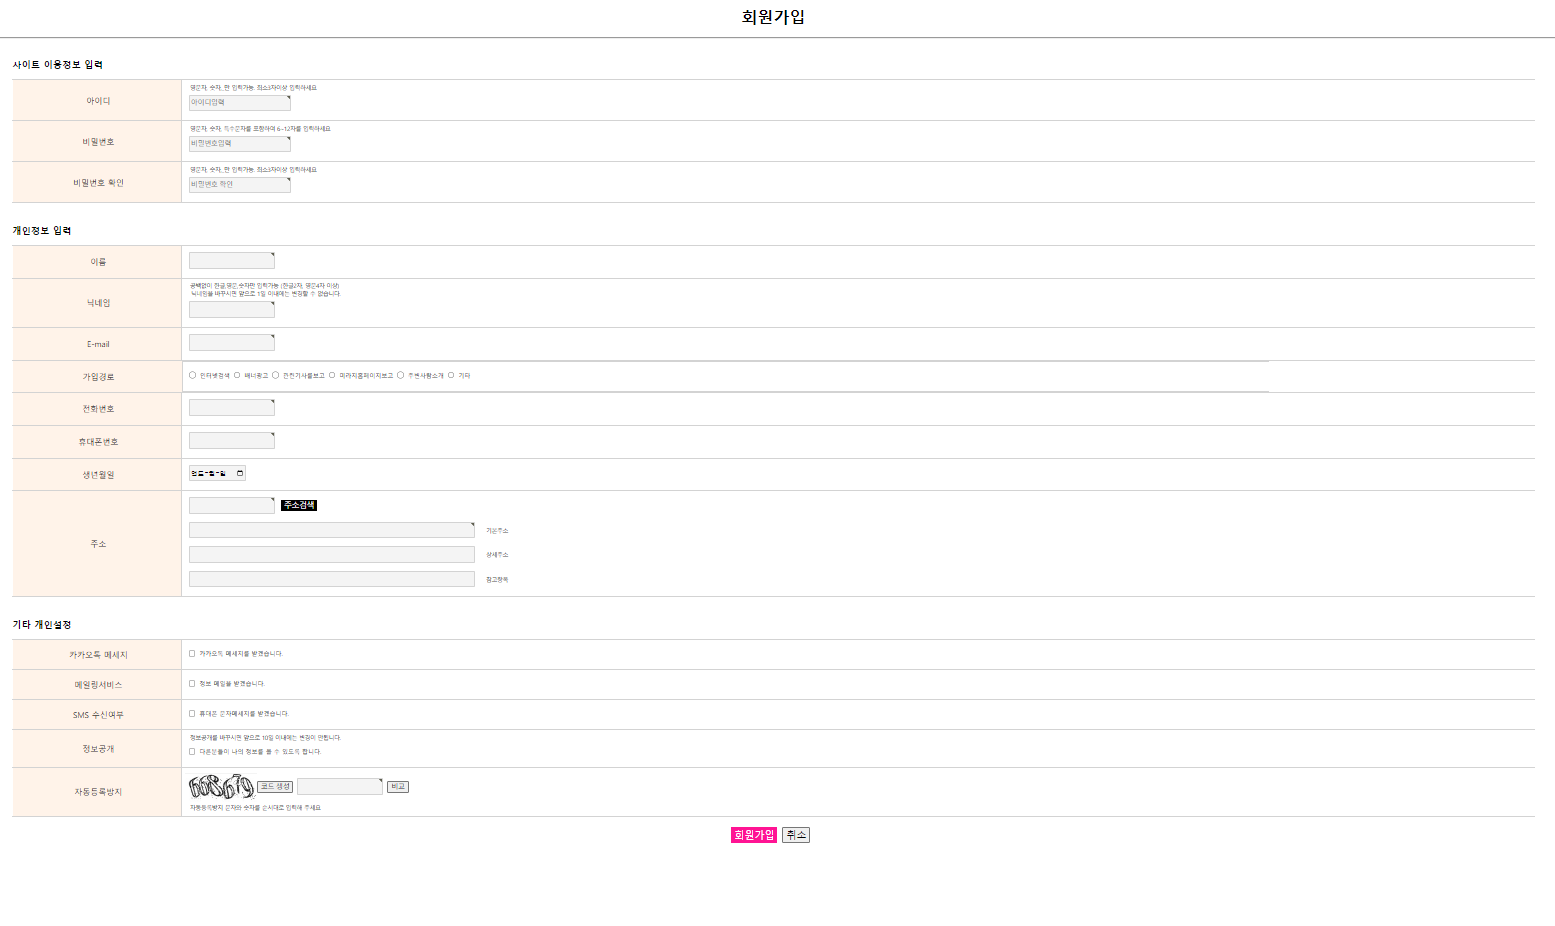 회원가입
사이트 이용정보 입력
아이디
영문자, 숫자,_만 입력가능. 최소3자이상 입력하세요
아이디입력
비밀번호
영문자, 숫자, 특수문자를 포함하여 6~12자를 입력하세요
비밀번호입력
비밀번호 확인
영문자, 숫자,_만 입력가능. 최소3자이상 입력하세요
비밀번호 확인
개인정보 입력
이름
닉네임
공백없이 한글,영문,숫자만 입력가능 (한글2자, 영문4자 이상)
닉네임을 바꾸시면 앞으로 1일 이내에는 변경할 수 없습니다.
E-mail
가입경로
인터넷검색 배너광고 관련기사를보고 홈페이지보고 주변사람소개 기타
전화번호
휴대폰번호
생년월일
연도-월-일
주소
주소검색
기본주소
상세주소
참고항목
기타 개인설정
카카오톡 메세지
카카오톡 메세지를 받겠습니다.
메일링서비스
정보 메일을 받겠습니다.
SMS 수신여부
휴대폰 문자메세지를 받겠습니다.
정보공개
정보공개를 바꾸시면 앞으로 10일 이내에는 변경이 안됩니다.
다른분들이 나의 정보를 볼 수 있도록 합니다.
자동등록방지
코드 생성
비교
자동등록방지 문자와 숫자를 순서대로 입력해 주세요
회원가입 취소